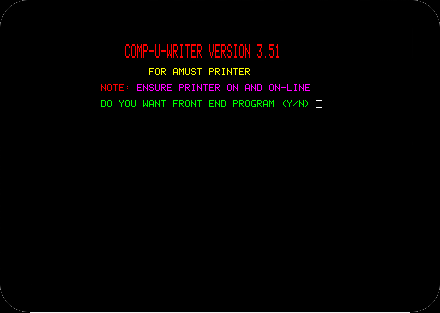 COMP-U-WRITER VERSION 3.51
FOR AMUST PRINTER
NOTE: ENSURE PRINTER ON AND ON-LINE
DO YOU WANT FRONT END PROGRAM (Y/N)